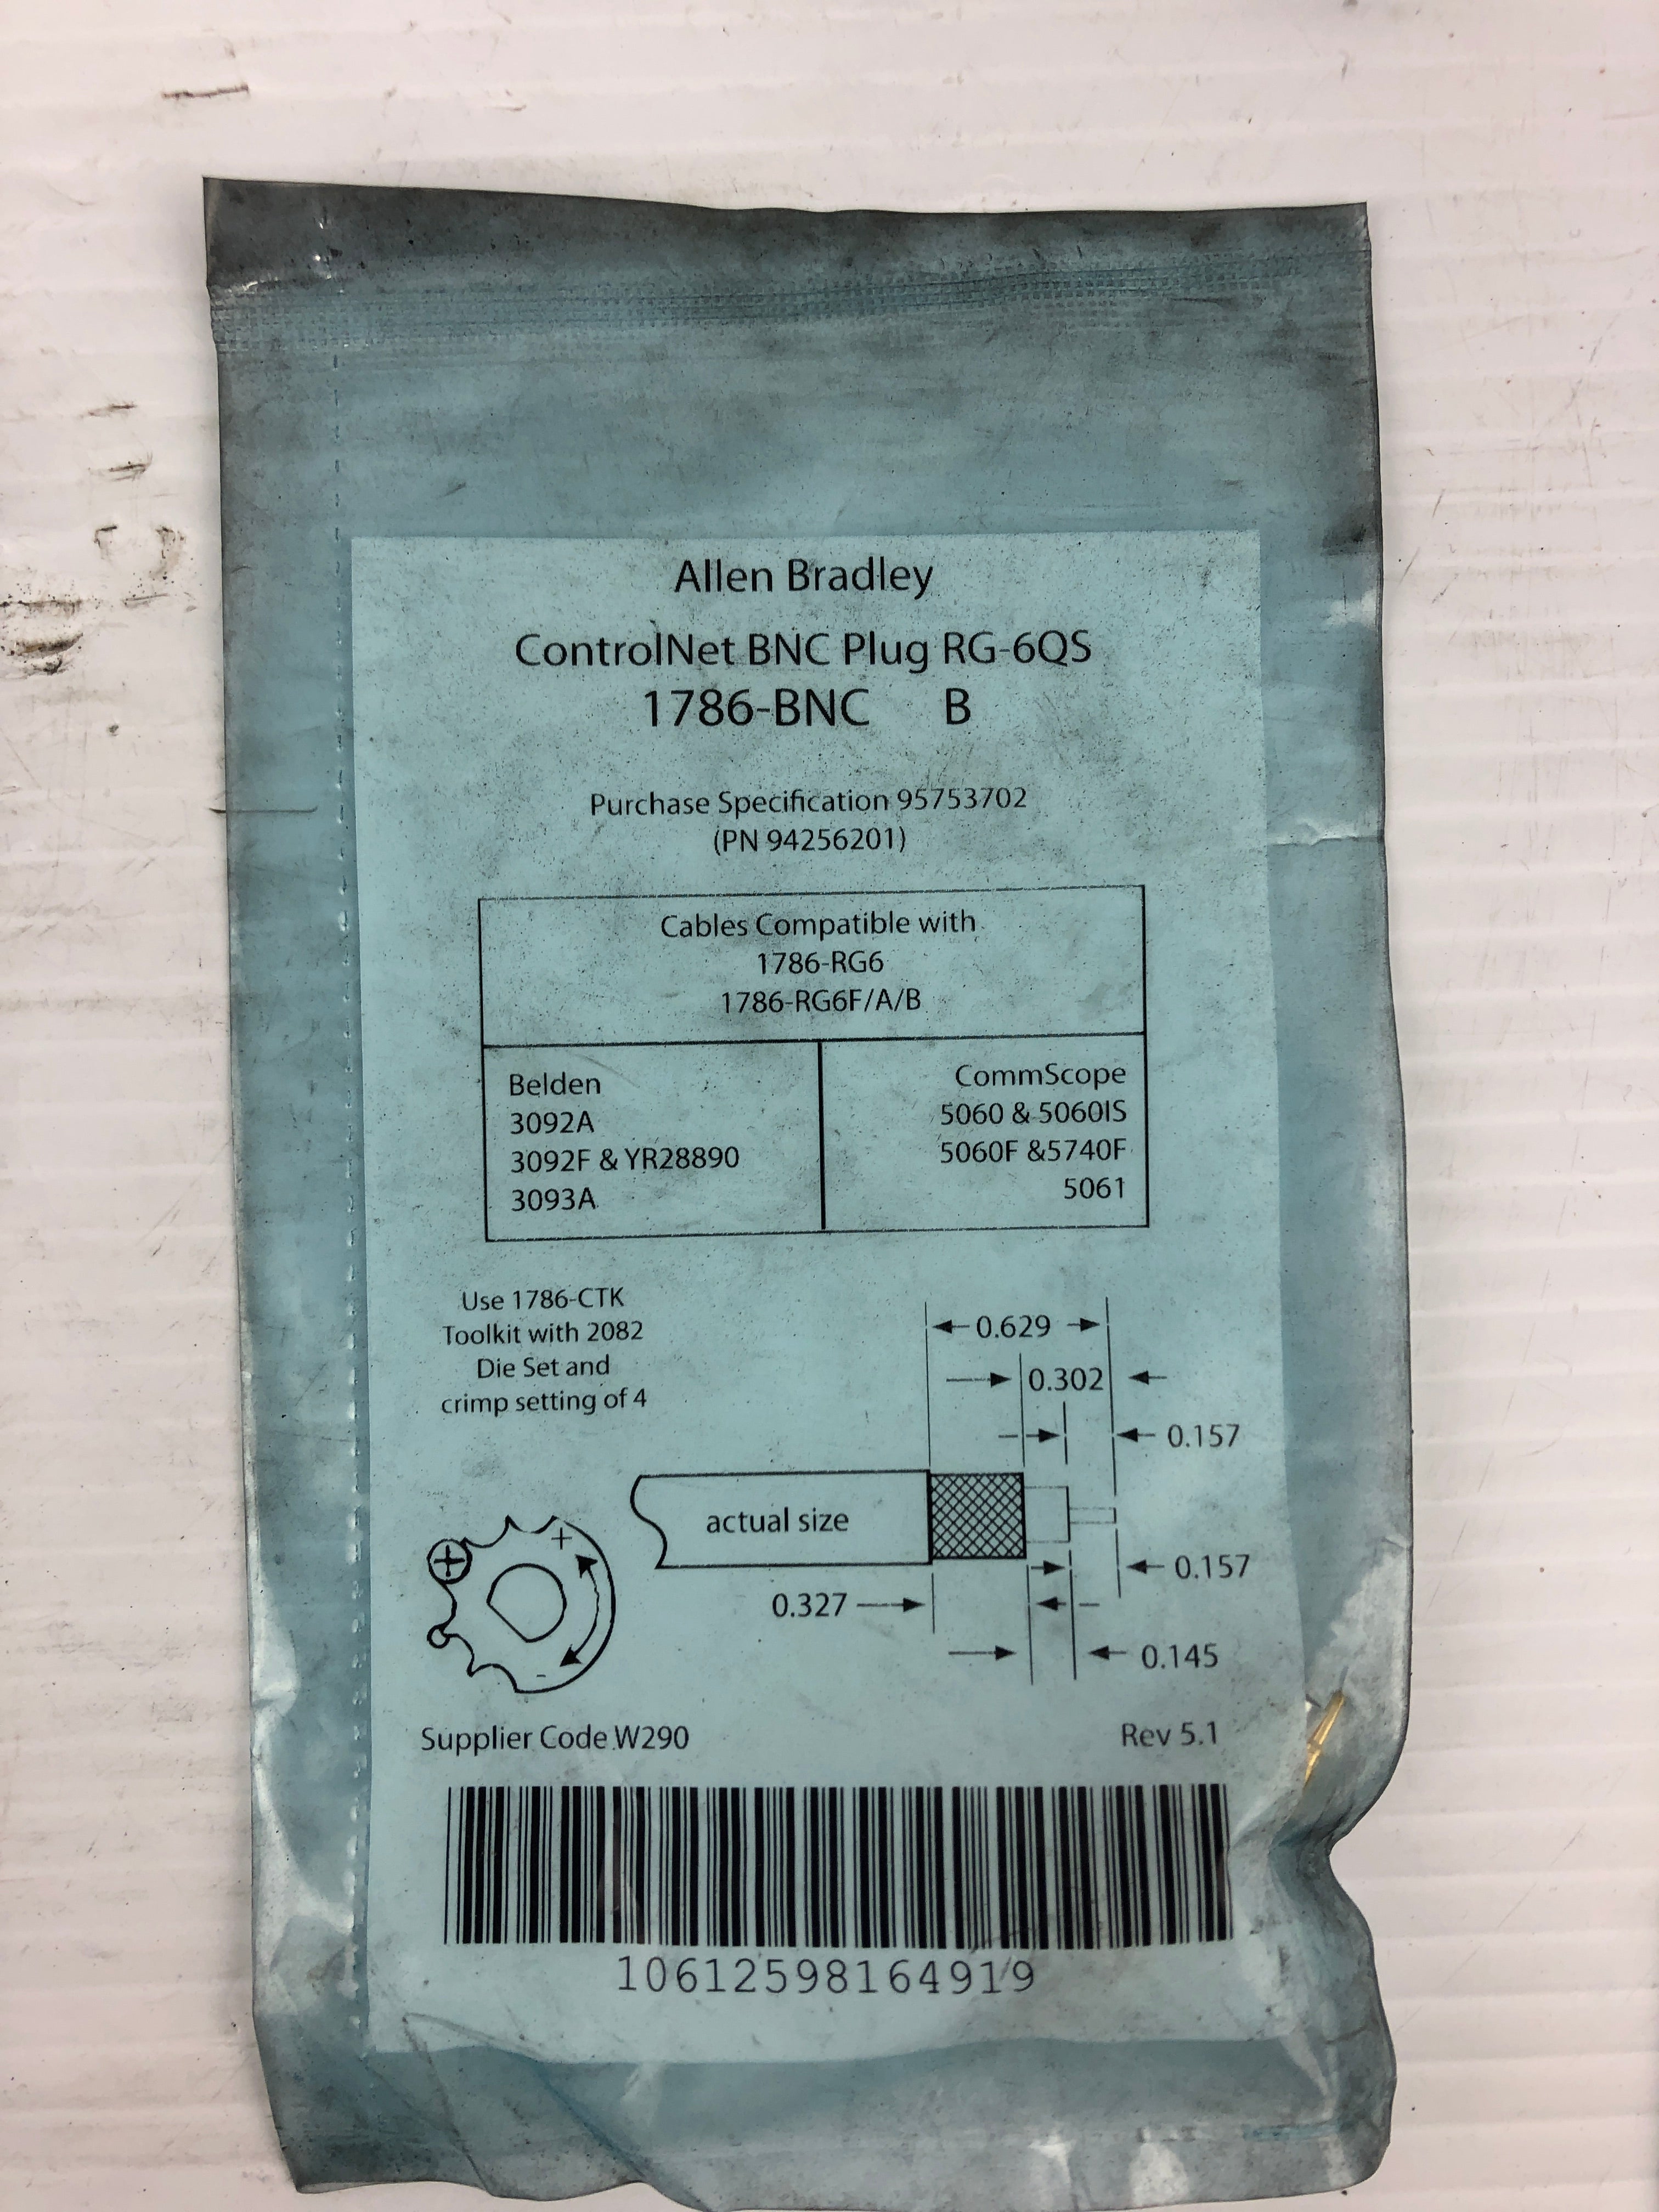 Allen Bradley
ControlNet BNC Plug RG-6QS
1786-BNC B
Purchase Specification 95753702
(PN 94256201)
Cables Compatible with
1786-RG6
1786-RG6F/A/B
Belden
3092A
3092F & YR28890
3093A
CommScope
5060 & 5060IS
5060F &5740F
5061
Use 1786-CTK
Toolkit with 2082
Die Set and
crimp setting of 4
0.629
0.302
0.157
actual size
+
-
0.157
0.327
0.145
Supplier Code W290
Rev 5.1
10612598164919